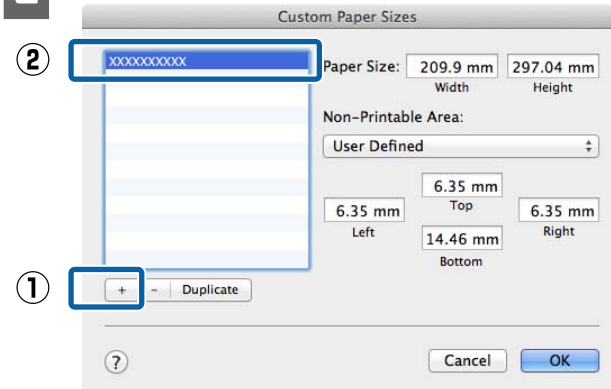 Custom Paper Sizes
② XXXXXXXXXX
Paper Size: 209.9 mm 297.04 mm
Width Height
Non-Printable Area:
User Defined
6.35 mm
Top
6.35 mm 6.35 mm
Left Right
14.46 mm
Bottom
① + - Duplicate
? Cancel OK